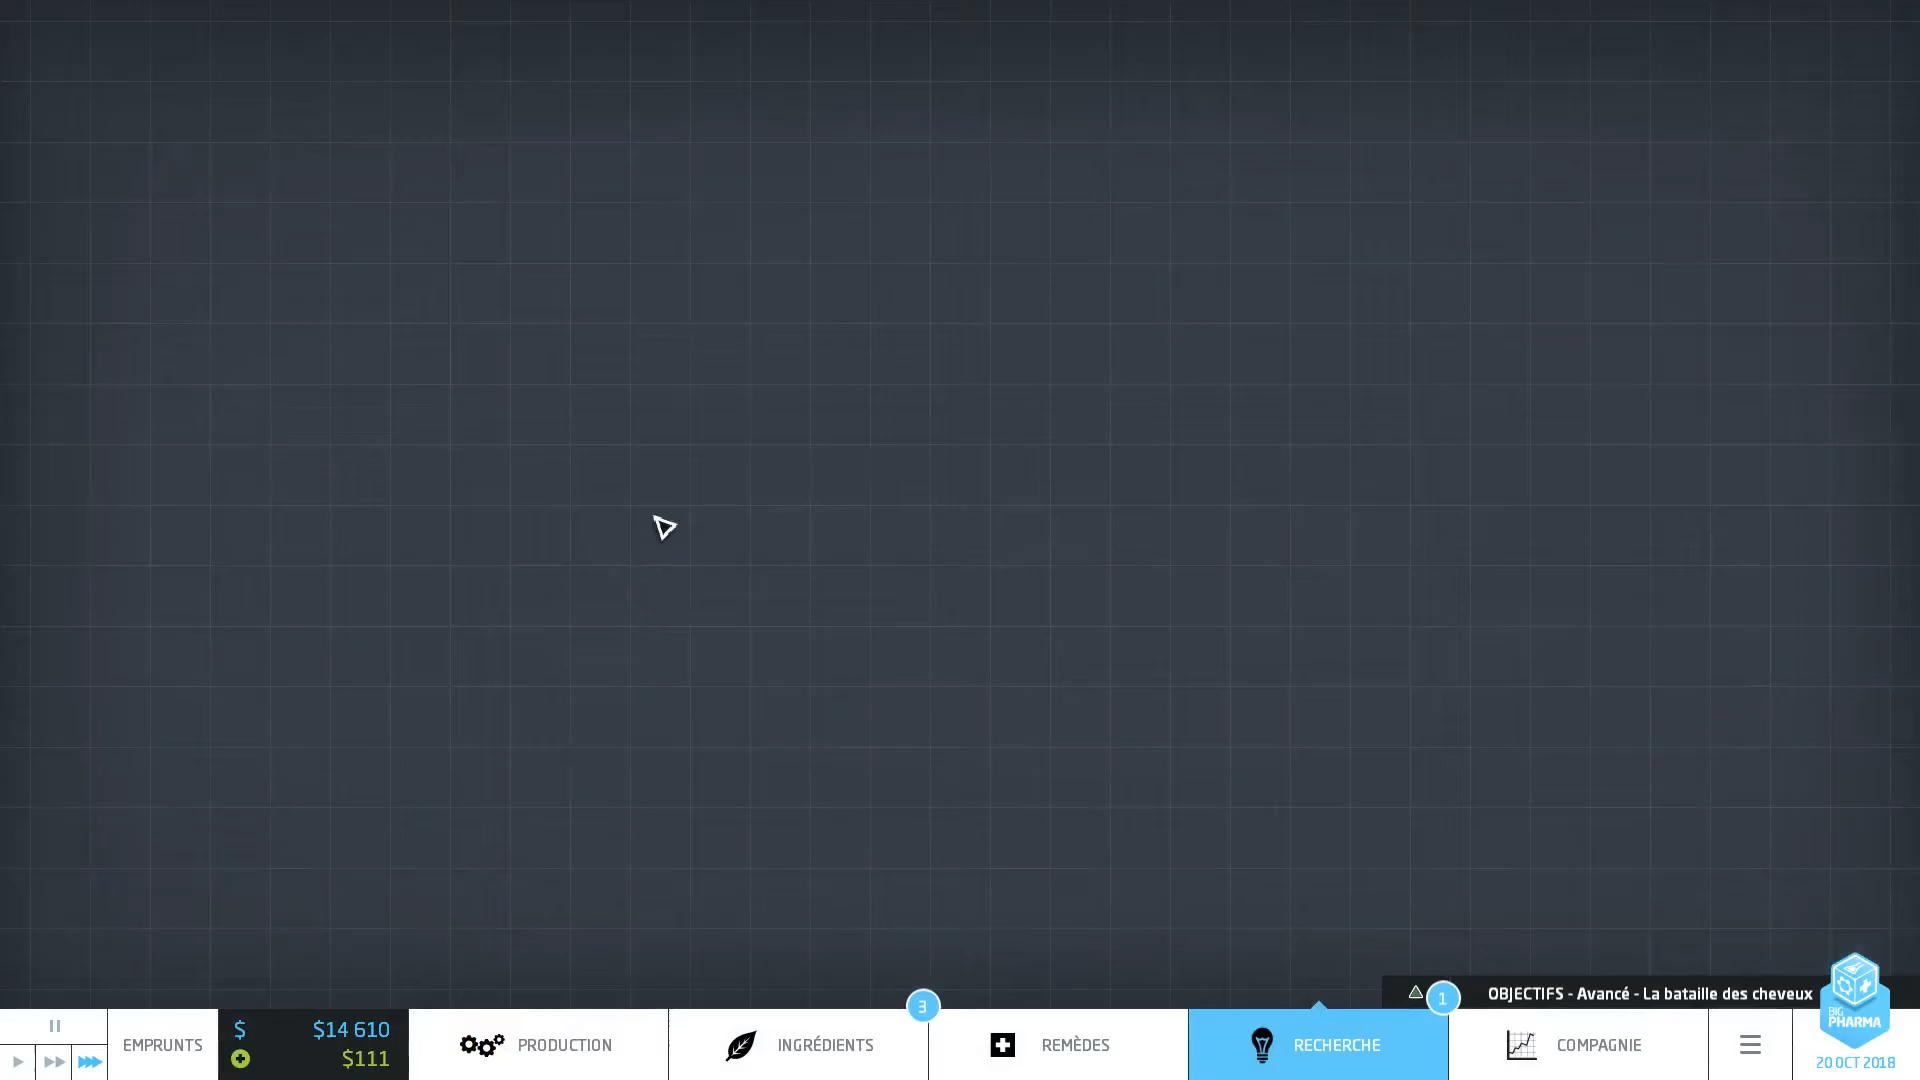 1
OBJECTIFS - Avancé - La bataille des cheveux
3
EMPRUNTS
$
$14 610
$111
PRODUCTION
INGRÉDIENTS
REMÈDES
RECHERCHE
COMPAGNIE
BIG
PHARMA
20 OCT 2018